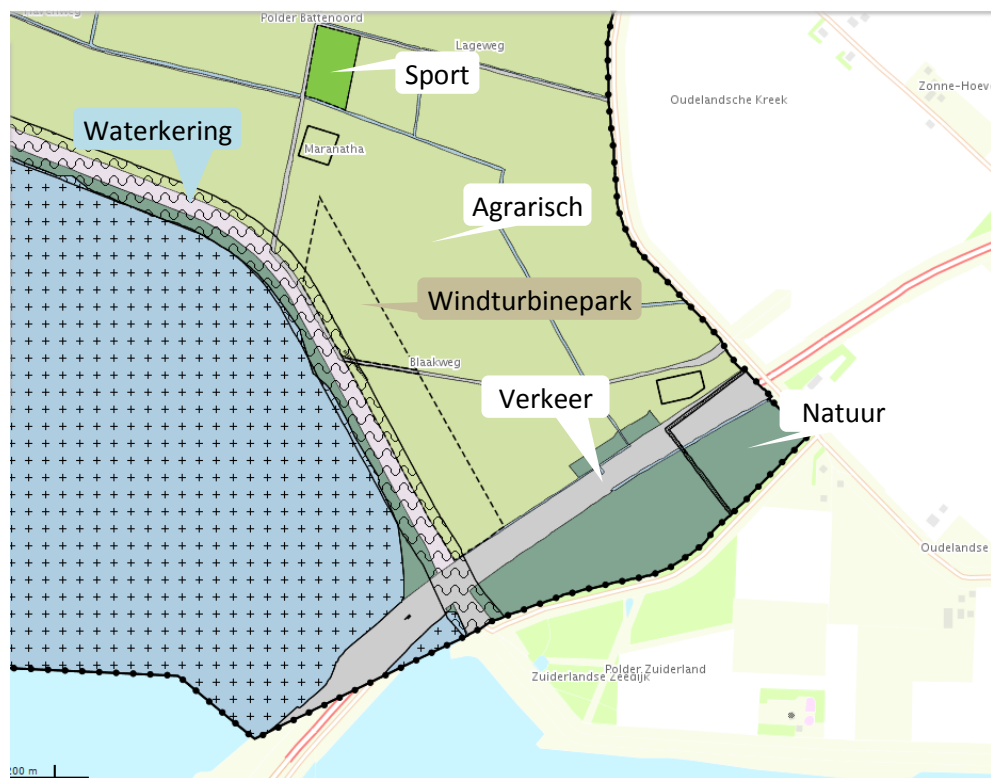 Polder Battenoord
Lageweg
Sport
Zonne-Hoeve
Oudelandsche Kreek
Waterkering
Maranatha
Agrarisch
Windturbinepark
Blaakweg
Verkeer
Natuur
Oudelandse
Polder Zuiderland
Zuiderlandse Zeedijk
200 m